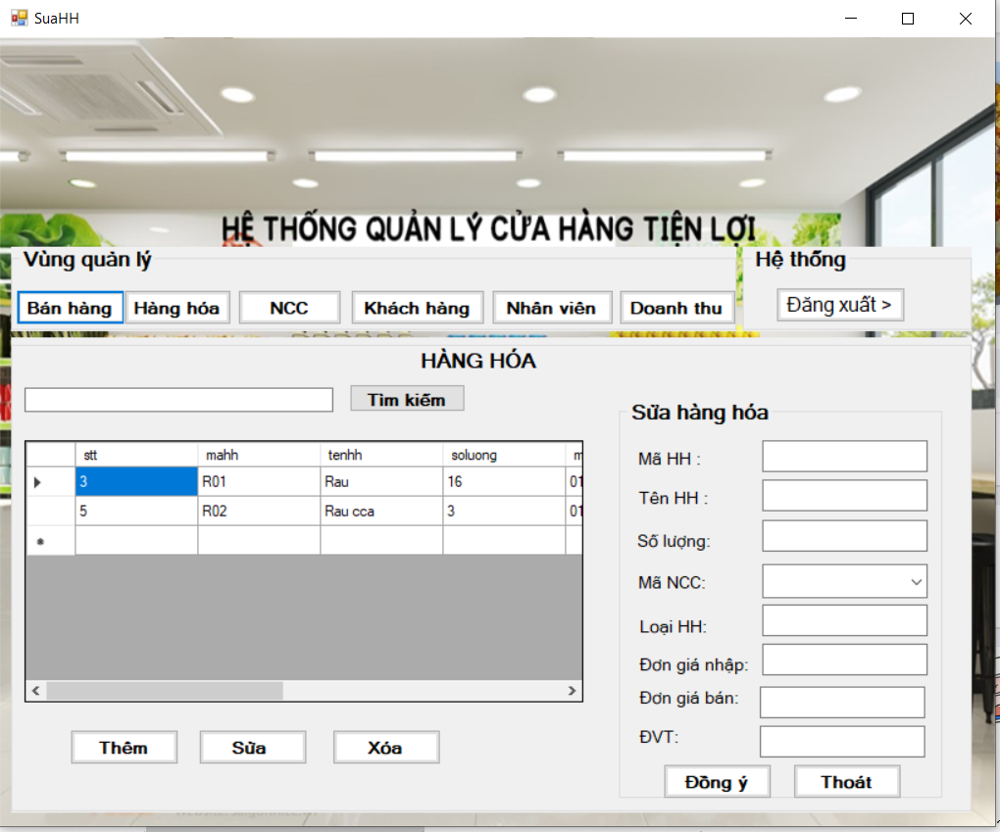 SuaHH
HỆ THỐNG QUẢN LÝ CỬA HÀNG TIỆN LỢI
Vùng quản lý
Hệ thống
Bán hàng Hàng hóa NCC Khách hàng Nhân viên Doanh thu
Đăng xuất >
HÀNG HÓA
Tìm kiếm
stt mahh tenhh soluong m
3 R01 Rau 16 01
5 R02 Rau cca 3 01
Thêm Sửa Xóa
Sửa hàng hóa
Mã HH :
Tên HH :
Số lượng:
Mã NCC:
Loại HH:
Đơn giá nhập:
Đơn giá bán:
ĐVT:
Đồng ý Thoát